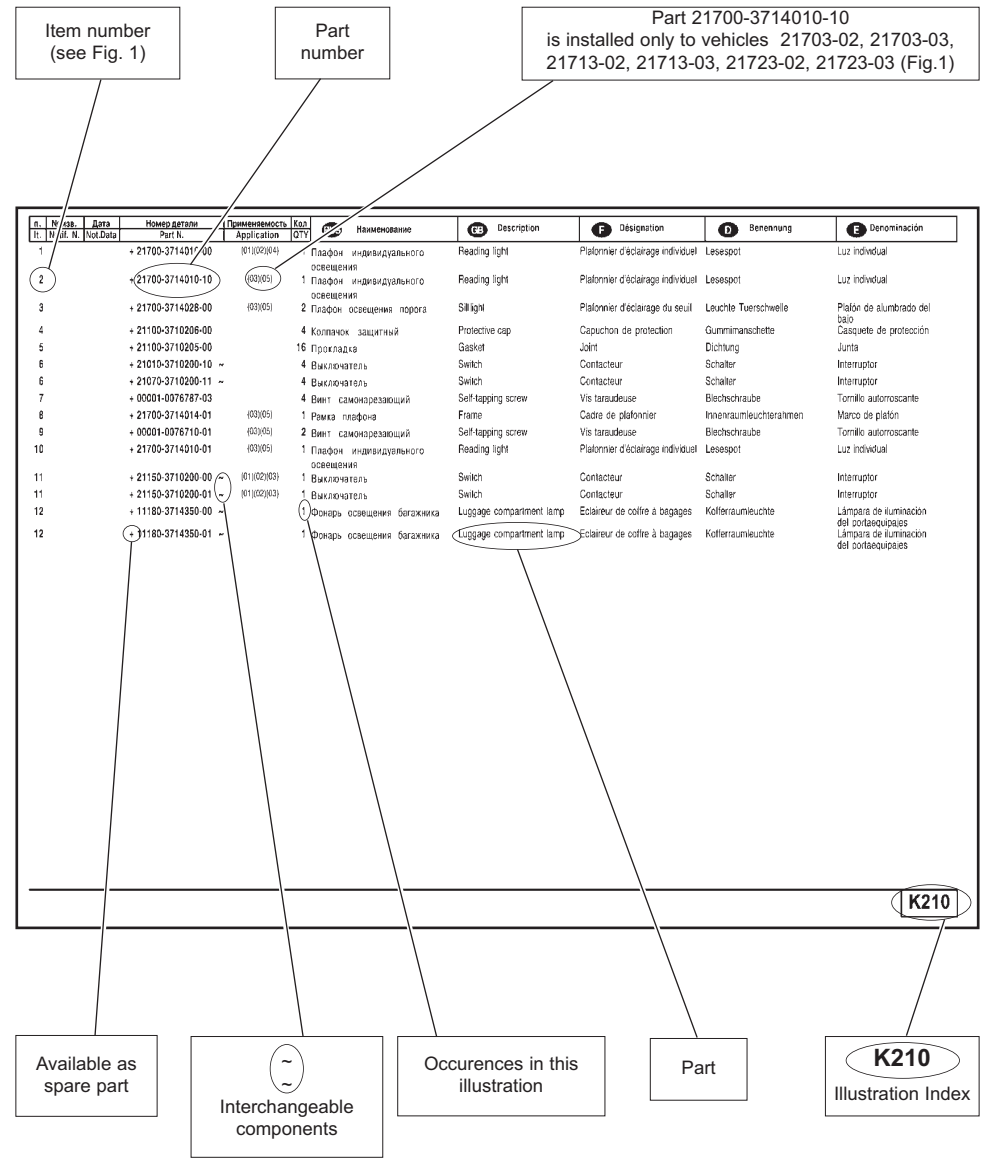 Item number
(see Fig. 1)
Part
number
Part 21700-3714010-10
is installed only to vehicles 21703-02, 21703-03,
21713-02, 21713-03, 21723-02, 21723-03 (Fig.1)
п. Дата Номер детали Применяемость Кол Наименование GB Description F Désignation D Benennung E Denominación
It. N. Not.Data Part N. Application QTY
1 + 21700-3714010-00 (01)(02)(04) Плафон индивидуального Reading light Plafonnier d'éclairage individuel Lesespot Luz individual
освещения
2 + 21700-3714010-10 (03)(05) 1 Плафон индивидуального Reading light Plafonnier d'éclairage individuel Lesespot Luz individual
освещения
3 + 21700-3714028-00 (03)(05) 2 Плафон освещения порога Sill light Plafonnier d'éclairage du seuil Leuchte Tuerschwelle Plafón de alumbrado del
bajo
4 + 21100-3710206-00 4 Колпачок защитный Protective cap Capuchon de protection Gummimanschette Casquete de protección
5 + 21100-3710205-00 16 Прокладка Gasket Joint Dichtung Junta
6 + 21010-3710200-10 ~ 4 Выключатель Switch Contacteur Schalter Interruptor
6 + 21070-3710200-11 ~ 4 Выключатель Switch Contacteur Schalter Interruptor
7 + 00001-0076787-03 4 Винт самонарезающий Self-tapping screw Vis taraudeuse Blechschraube Tornillo autorroscante
8 + 21700-3714014-01 (03)(05) 1 Рамка плафона Frame Cadre de plafonnier Innenraumleuchterahmen Marco de plafón
9 + 00001-0076710-01 (03)(05) 2 Винт самонарезающий Self-tapping screw Vis taraudeuse Blechschraube Tornillo autorroscante
10 + 21700-3714010-01 (03)(05) 1 Плафон индивидуального Reading light Plafonnier d'éclairage individuel Lesespot Luz individual
освещения
11 + 21150-3710200-00 ~ (01)(02)(03) 1 Выключатель Switch Contacteur Schalter Interruptor
11 + 21150-3710200-01 ~ (01)(02)(03) 1 Выключатель Switch Contacteur Schalter Interruptor
12 + 11180-3714350-00 ~ 1 Фонарь освещения багажника Luggage compartment lamp Eclaireur de coffre à bagages Kofferraumleuchte Lámpara de iluminación
del portaequipajes
12 + 11180-3714350-01 ~ 1 Фонарь освещения багажника Luggage compartment lamp Eclaireur de coffre à bagages Kofferraumleuchte Lámpara de iluminación
del portaequipajes
K210
Available as
spare part
~
~
Interchangeable
components
Occurences in this
illustration
Part
K210
Illustration Index